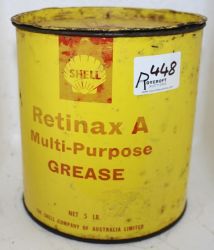 SHELL
448
Retinax A
Multi-Purpose
GREASE
NET 5 LB.
THE SHELL COMPANY OF AUSTRALIA LIMITED